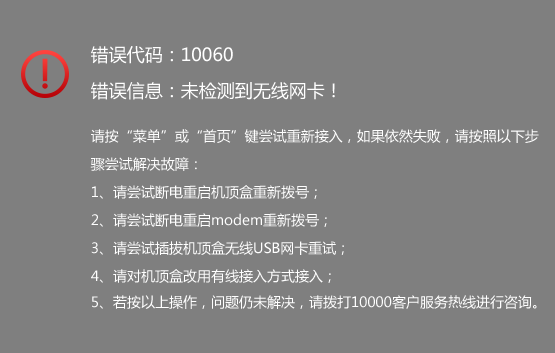 错误代码：10060
错误信息：未检测到无线网卡！
请按“菜单”或“首页”键尝试重新接入，如果依然失败，请按照以下步
骤尝试解决故障：
1、请尝试断电重启机顶盒重新拨号；
2、请尝试断电重启modem重新拨号；
3、请尝试插拔机顶盒无线USB网卡重试；
4、请对机顶盒改用有线接入方式接入；
5、若按以上操作，问题仍未解决，请拨打10000客户服务热线进行咨询。